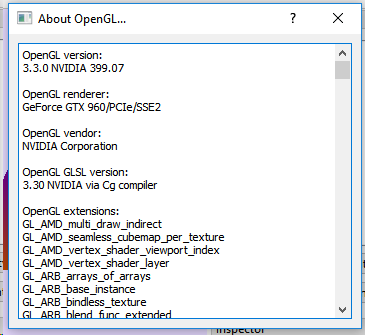 About OpenGL...
?
OpenGL version:
3.3.0 NVIDIA 399.07
OpenGL renderer:
GeForce GTX 960/PCIe/SSE2
OpenGL vendor:
NVIDIA Corporation
OpenGL GLSL version:
3.30 NVIDIA via Cg compiler
OpenGL extensions:
GL_AMD_multi_draw_indirect
GL_AMD_seamless_cubemap_per_texture
GL_AMD_vertex_shader_viewport_index
GL_AMD_vertex_shader_layer
GL_ARB_arrays_of_arrays
GL_ARB_base_instance
GL_ARB_bindless_texture
GL_ARB_blend_func_extended
Inspector